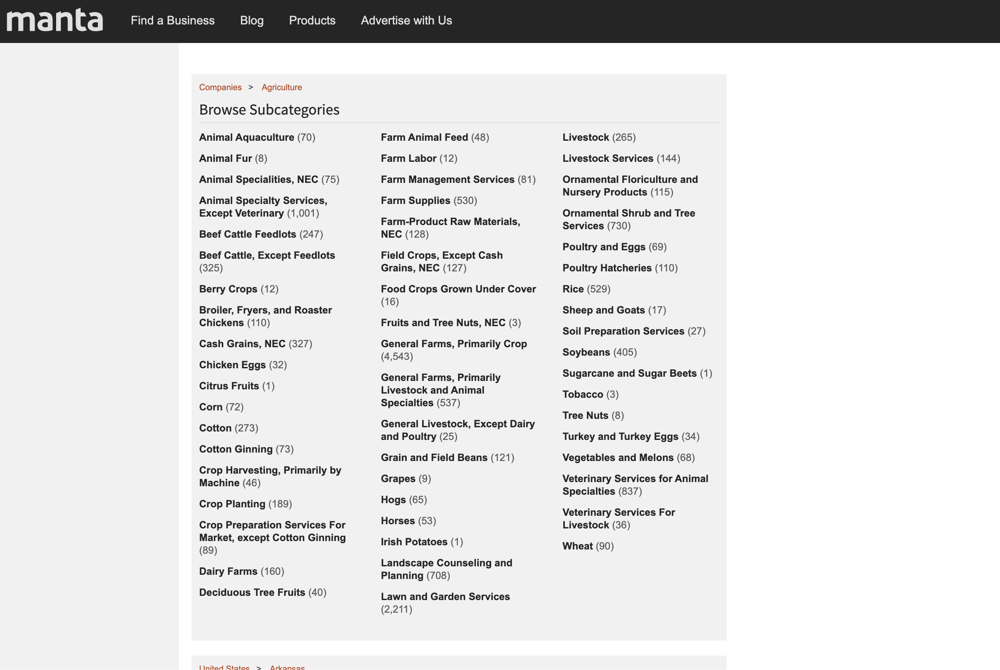 manta
Find a Business
Blog
Products
Advertise with Us
Companies > Agriculture
Browse Subcategories
Animal Aquaculture (70)
Animal Fur (8)
Animal Specialities, NEC (75)
Animal Specialty Services,
Except Veterinary (1,001)
Beef Cattle Feedlots (247)
Beef Cattle, Except Feedlots
(325)
Berry Crops (12)
Broiler, Fryers, and Roaster
Chickens (110)
Cash Grains, NEC (327)
Chicken Eggs (32)
Citrus Fruits (1)
Corn (72)
Cotton (273)
Cotton Ginning (73)
Crop Harvesting, Primarily by
Machine (46)
Crop Planting (189)
Crop Preparation Services For
Market, except Cotton Ginning
(89)
Dairy Farms (160)
Deciduous Tree Fruits (40)
Farm Animal Feed (48)
Farm Labor (12)
Farm Management Services (81)
Farm Supplies (530)
Farm-Product Raw Materials,
NEC (128)
Field Crops, Except Cash
Grains, NEC (127)
Food Crops Grown Under Cover
(16)
Fruits and Tree Nuts, NEC (3)
General Farms, Primarily Crop
(4,543)
General Farms, Primarily
Livestock and Animal
Specialties (537)
General Livestock, Except Dairy
and Poultry (25)
Grain and Field Beans (121)
Grapes (9)
Hogs (65)
Horses (53)
Irish Potatoes (1)
Landscape Counseling and
Planning (708)
Lawn and Garden Services
(2,211)
Livestock (265)
Livestock Services (144)
Ornamental Floriculture and
Nursery Products (115)
Ornamental Shrub and Tree
Services (730)
Poultry and Eggs (69)
Poultry Hatcheries (110)
Rice (529)
Sheep and Goats (17)
Soil Preparation Services (27)
Soybeans (405)
Sugarcane and Sugar Beets (1)
Tobacco (3)
Tree Nuts (8)
Turkey and Turkey Eggs (34)
Vegetables and Melons (68)
Veterinary Services for Animal
Specialties (837)
Veterinary Services For
Livestock (36)
Wheat (90)
United States > Arkansas